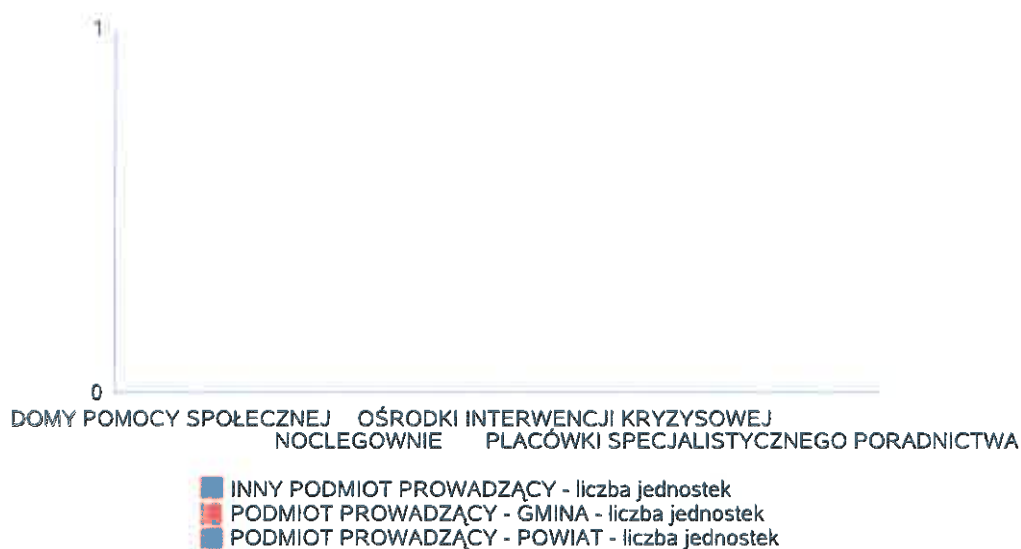 1
0
DOMY POMOCY SPOŁECZNEJ OŚRODKI INTERWENCJI KRYZYSOWEJ
NOCLEGOWNIE PLACÓWKI SPECJALISTYCZNEGO PORADNICTWA
INNY PODMIOT PROWADZĄCY - liczba jednostek
PODMIOT PROWADZĄCY - GMINA - liczba jednostek
PODMIOT PROWADZĄCY - POWIAT - liczba jednostek